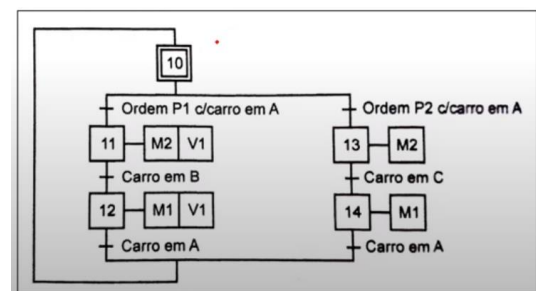 10
Ordem P1 c/carro em A Ordem P2 c/carro em A
11 M2 V1 13 M2
Carro em B Carro em C
12 M1 V1 14 M1
Carro em A Carro em A